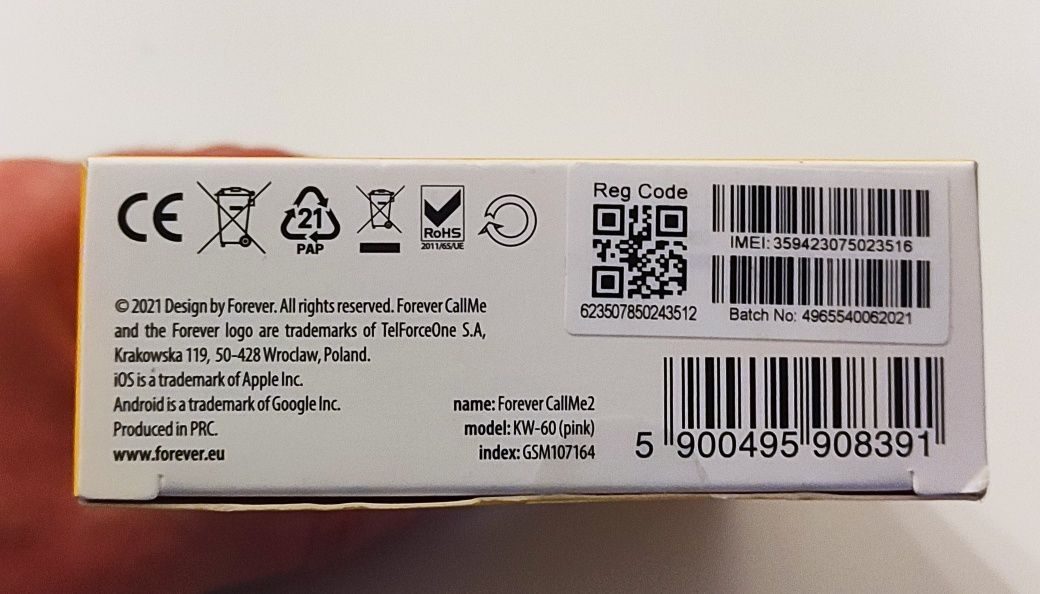 CE
21
PAP
RoHS
2011/65/UE
Reg Code
623507850243512
IMEI: 359423075023516
Batch No: 4965540062021
© 2021 Design by Forever. All rights reserved. Forever CallMe
and the Forever logo are trademarks of TelForceOne S.A,
Krakowska 119, 50-428 Wroclaw, Poland.
iOS is a trademark of Apple Inc.
Android is a trademark of Google Inc.
Produced in PRC.
www.forever.eu
name: Forever CallMe2
model: KW-60 (pink)
index: GSM107164
5 900495 908391